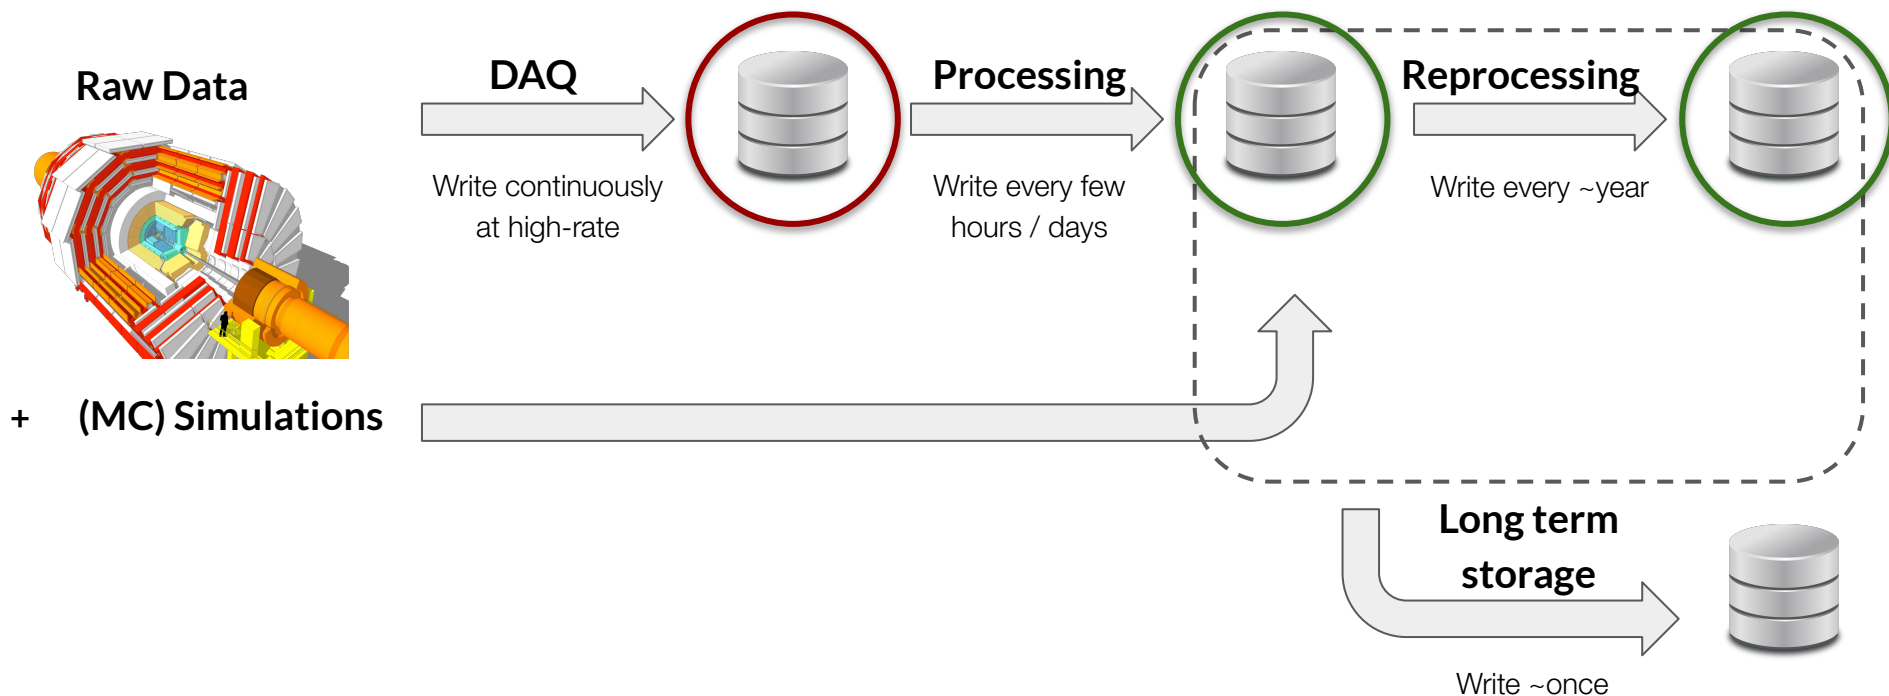 Raw Data
DAQ
Write continuously
at high-rate
Processing
Write every few
hours / days
Reprocessing
Write every ~year
+ (MC) Simulations
Long term
storage
Write ~once